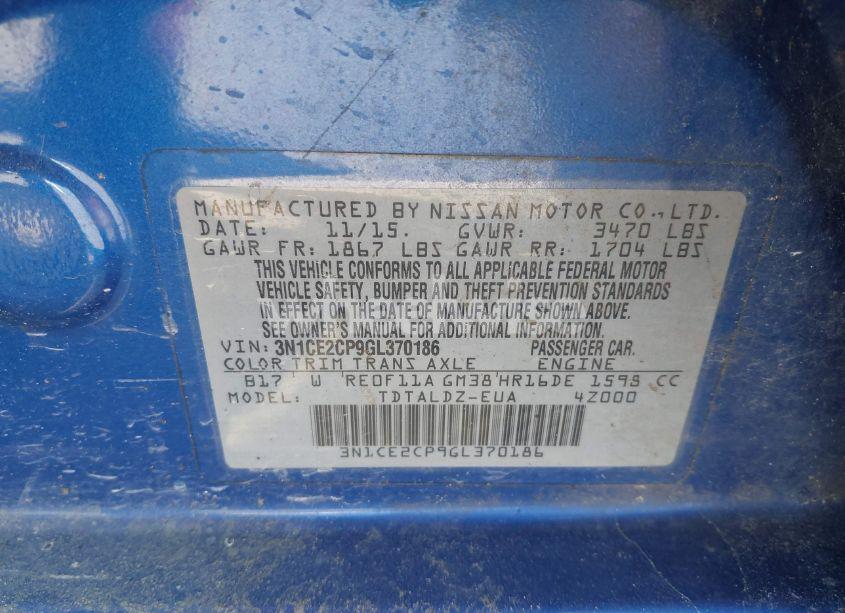 MANUFACTURED BY NISSAN MOTOR CO., LTD.
DATE: 11/15. GVWR: 3470 LBS
GAWR FR: 1867 LBS GAWR RR: 1704 LBS
THIS VEHICLE CONFORMS TO ALL APPLICABLE FEDERAL MOTOR
VEHICLE SAFETY, BUMPER AND THEFT PREVENTION STANDARDS
IN EFFECT ON THE DATE OF MANUFACTURE SHOWN ABOVE.
SEE OWNER'S MANUAL FOR ADDITIONAL INFORMATION.
VIN: 3N1CE2CP9GL370186 PASSENGER CAR.
COLOR TRIM TRANS AXLE ENGINE
B17 W RE0F11A GM38 HR16DE 1598 CC
MODEL: TDTALDZ-EUA 4Z000
3N1CE2CP9GL370186